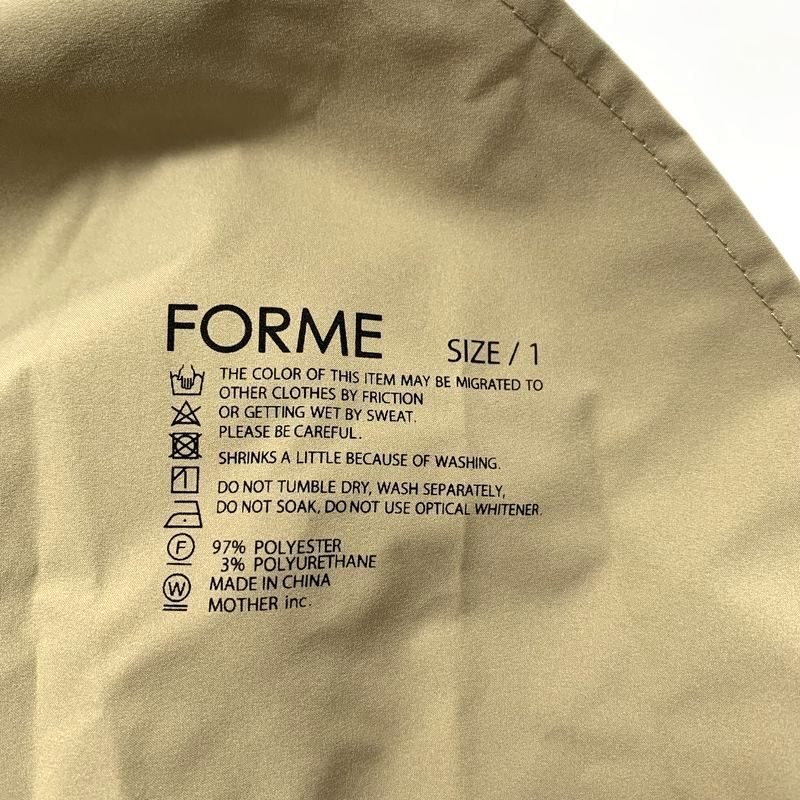 FORME SIZE / 1
THE COLOR OF THIS ITEM MAY BE MIGRATED TO
OTHER CLOTHES BY FRICTION
OR GETTING WET BY SWEAT.
PLEASE BE CAREFUL.
SHRINKS A LITTLE BECAUSE OF WASHING.
DO NOT TUMBLE DRY, WASH SEPARATELY,
DO NOT SOAK, DO NOT USE OPTICAL WHITENER.
F 97% POLYESTER
3% POLYURETHANE
W MADE IN CHINA
MOTHER inc.